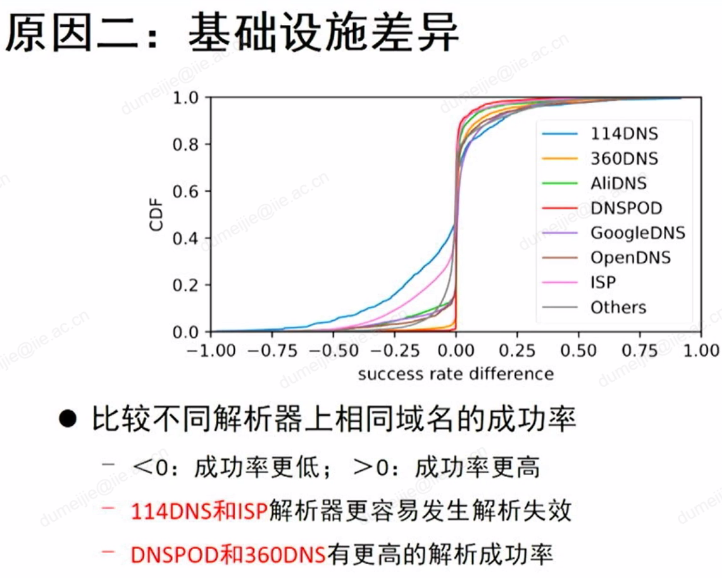 原因二：基础设施差异
1.0
0.8
0.6
0.4
0.2
0.0
CDF
−1.00 −0.75 −0.50 −0.25 0.00 0.25 0.50 0.75 1.00
success rate difference
114DNS
360DNS
AliDNS
DNSPOD
GoogleDNS
OpenDNS
ISP
Others
● 比较不同解析器上相同域名的成功率
– ＜0：成功率更低； ＞0：成功率更高
– 114DNS和ISP解析器更容易发生解析失效
– DNSPOD和360DNS有更高的解析成功率
dumeijie@iie.ac.cn